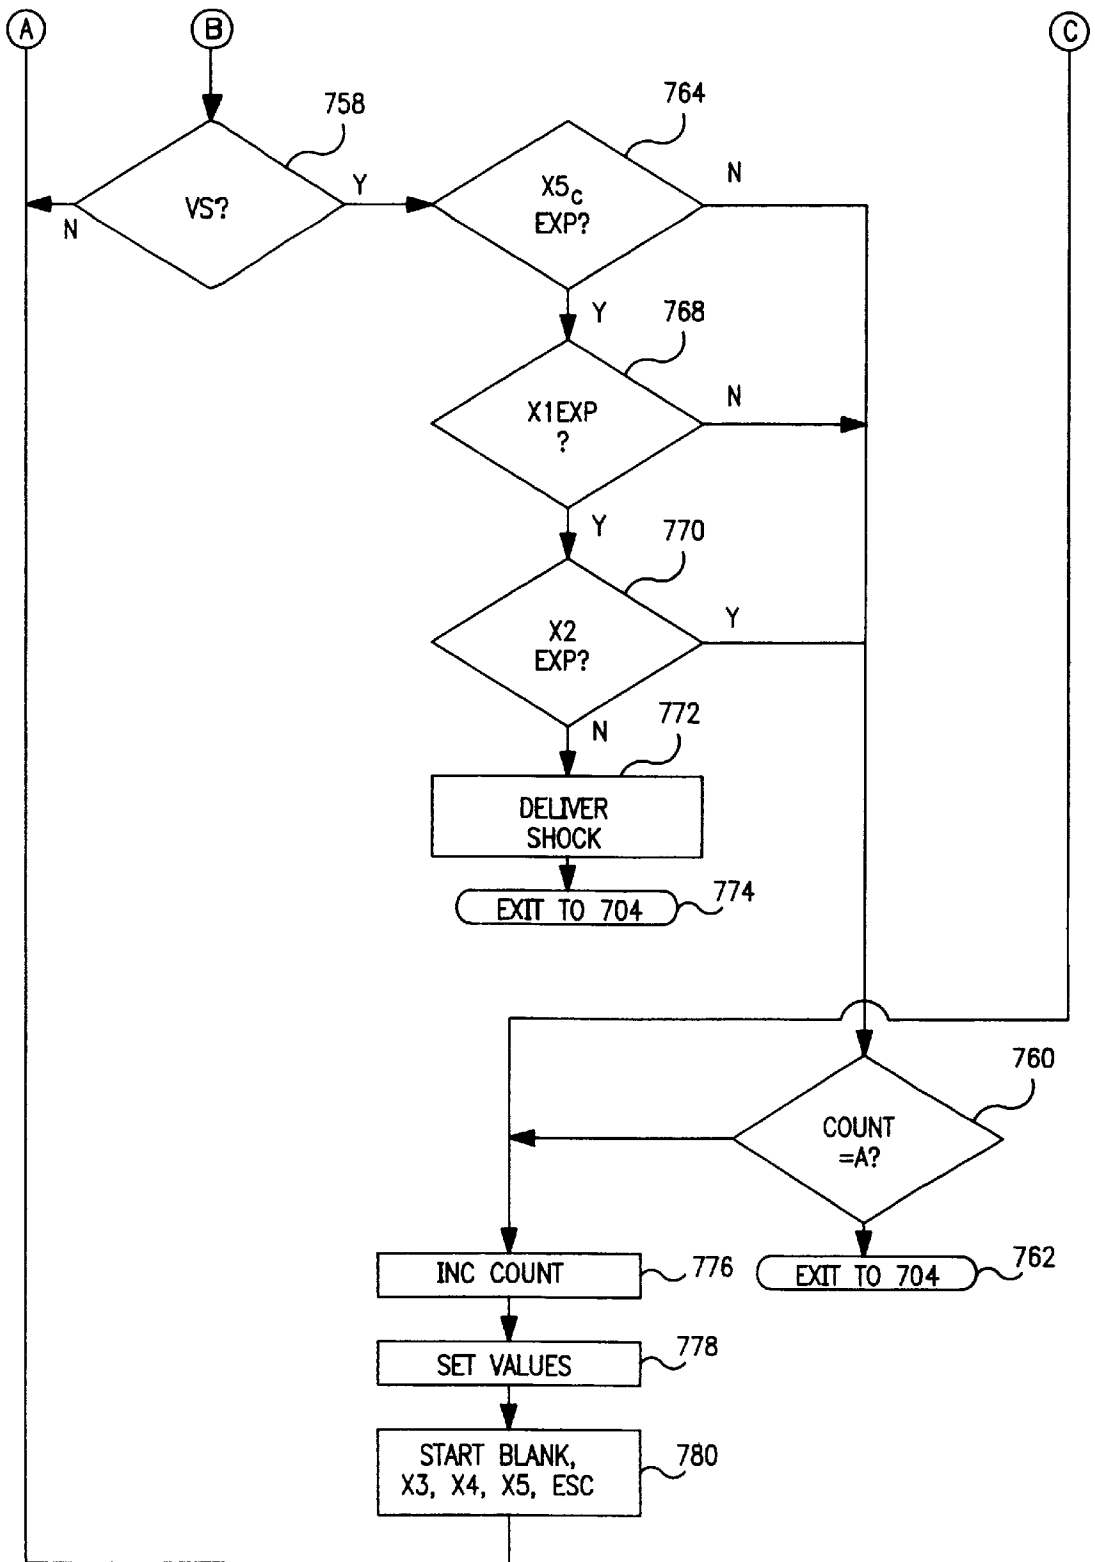 A
B
C
758
764
VS?
Y
N
X5c
EXP?
N
Y
768
X1EXP
?
N
Y
770
X2
EXP?
Y
N
772
DELIVER
SHOCK
EXIT TO 704
774
760
COUNT
=A?
INC COUNT
776
EXIT TO 704
762
SET VALUES
778
START BLANK,
X3, X4, X5, ESC
780